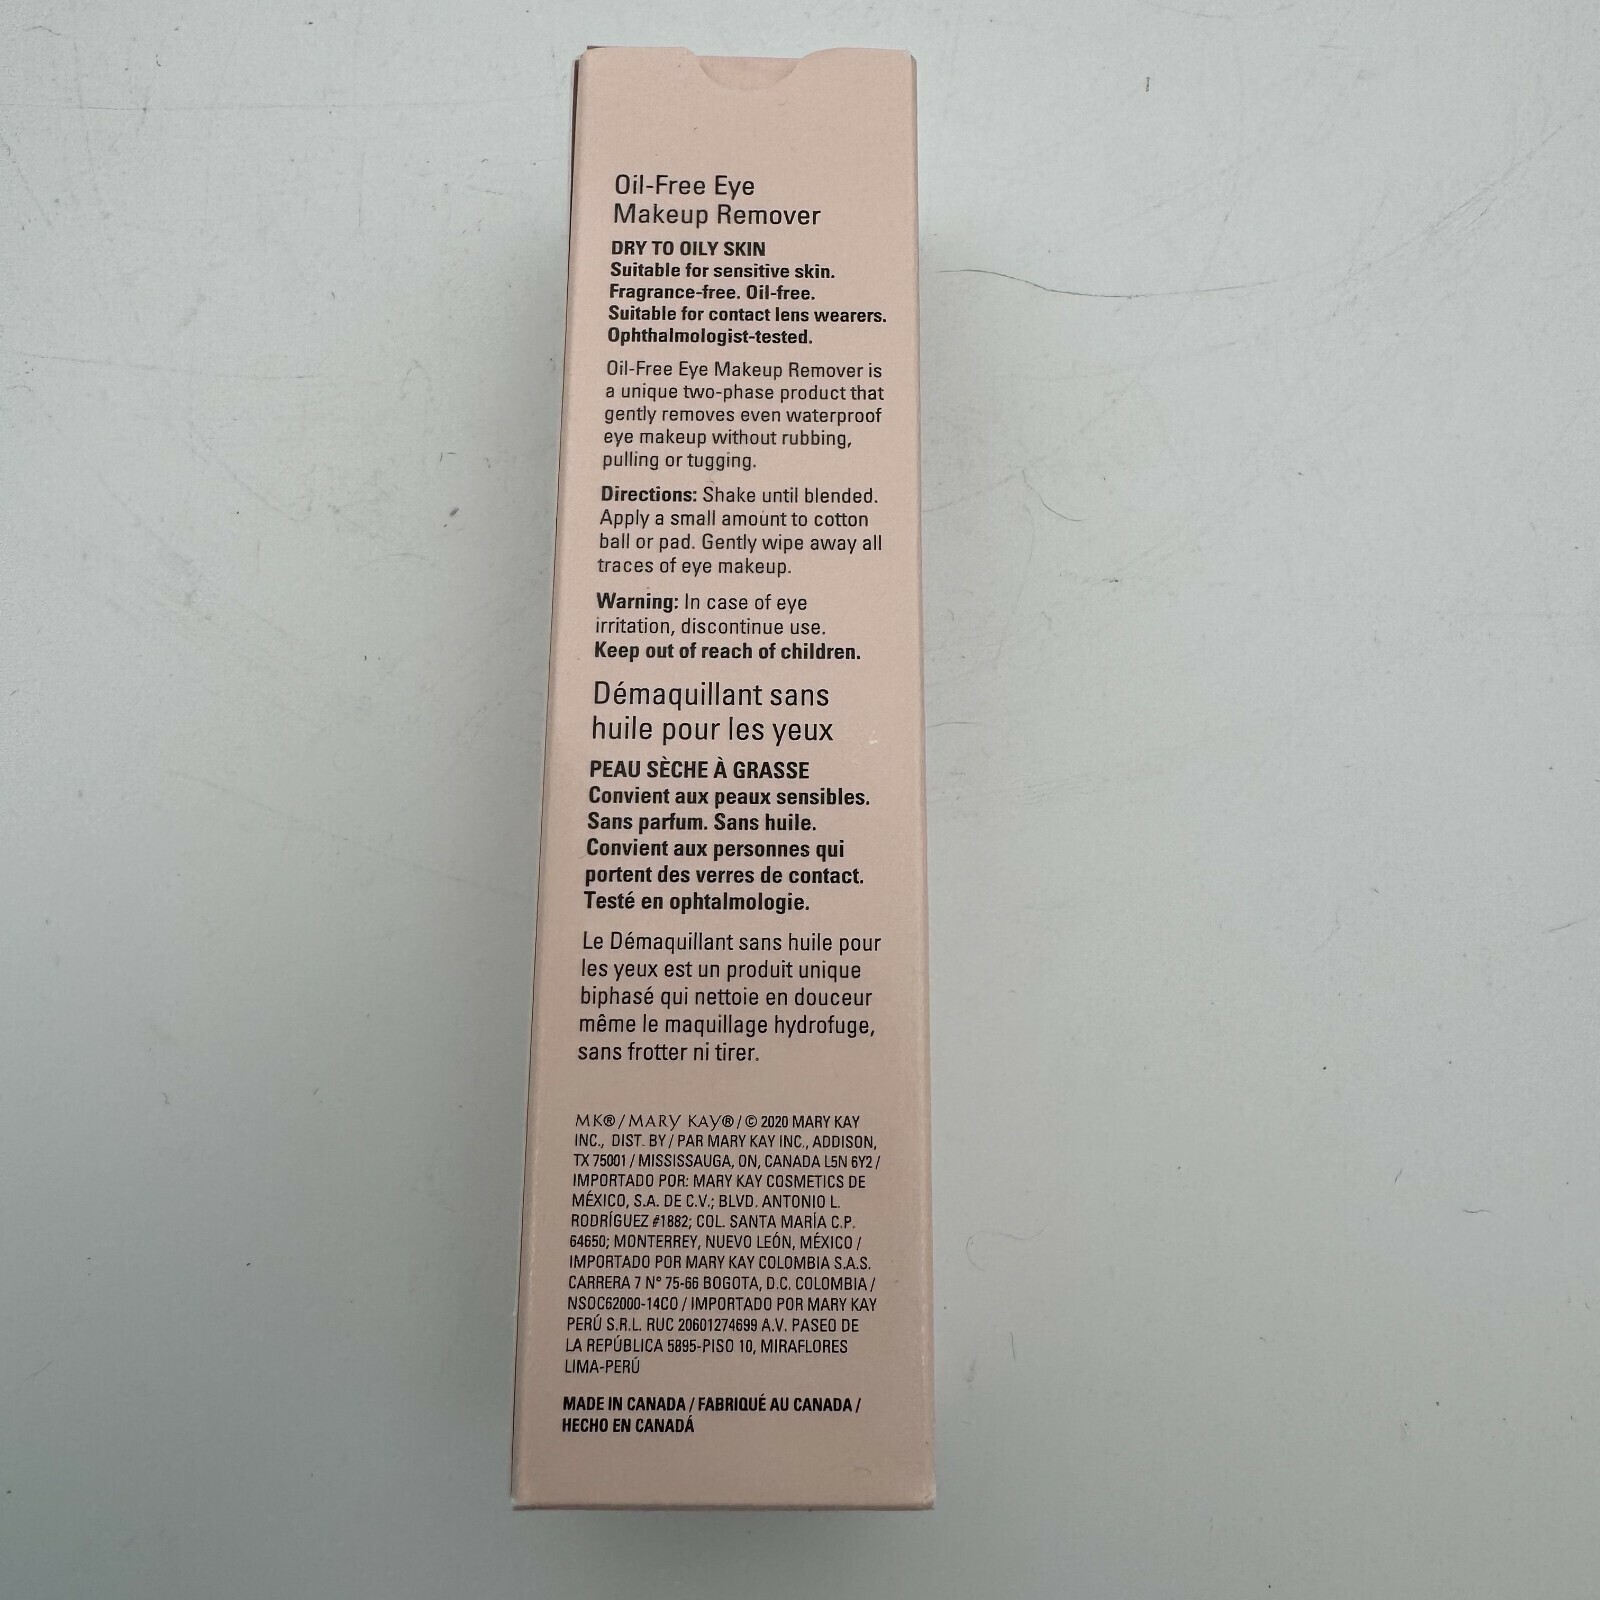 Oil-Free Eye
Makeup Remover
DRY TO OILY SKIN
Suitable for sensitive skin.
Fragrance-free. Oil-free.
Suitable for contact lens wearers.
Ophthalmologist-tested.
Oil-Free Eye Makeup Remover is
a unique two-phase product that
gently removes even waterproof
eye makeup without rubbing,
pulling or tugging.
Directions: Shake until blended.
Apply a small amount to cotton
ball or pad. Gently wipe away all
traces of eye makeup.
Warning: In case of eye
irritation, discontinue use.
Keep out of reach of children.
Démaquillant sans
huile pour les yeux
PEAU SÈCHE À GRASSE
Convient aux peaux sensibles.
Sans parfum. Sans huile.
Convient aux personnes qui
portent des verres de contact.
Testé en ophtalmologie.
Le Démaquillant sans huile pour
les yeux est un produit unique
biphasé qui nettoie en douceur
même le maquillage hydrofuge,
sans frotter ni tirer.
MK®/MARY KAY®/© 2020 MARY KAY
INC., DIST. BY / PAR MARY KAY INC., ADDISON,
TX 75001 / MISSISSAUGA, ON, CANADA L5N 6Y2 /
IMPORTADO POR: MARY KAY COSMETICS DE
MÉXICO, S.A. DE C.V.; BLVD. ANTONIO L.
RODRÍGUEZ #1882; COL. SANTA MARÍA C.P.
64650; MONTERREY, NUEVO LEÓN, MÉXICO /
IMPORTADO POR MARY KAY COLOMBIA S.A.S.
CARRERA 7 N° 75-66 BOGOTA, D.C. COLOMBIA /
NSOC62000-14CO / IMPORTADO POR MARY KAY
PERÚ S.R.L. RUC 20601274699 A.V. PASEO DE
LA REPÚBLICA 5895-PISO 10, MIRAFLORES
LIMA-PERÚ
MADE IN CANADA / FABRIQUÉ AU CANADA /
HECHO EN CANADÁ